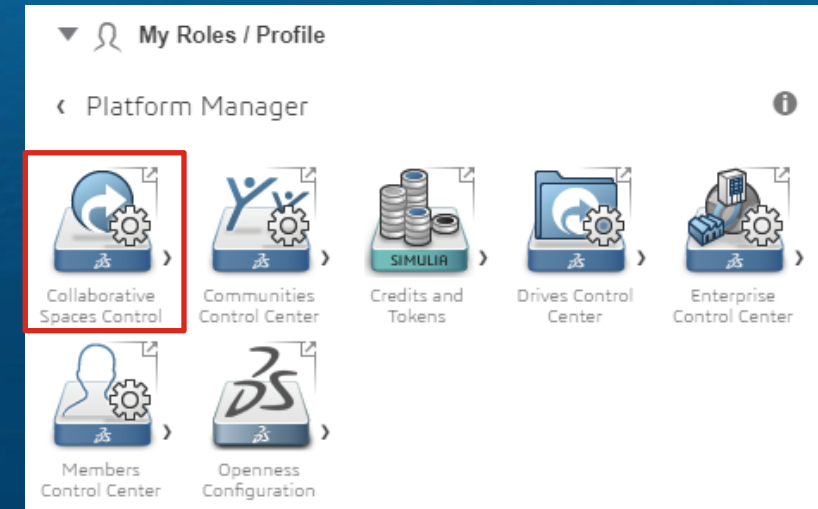 My Roles / Profile
Platform Manager
SIMULIA
Collaborative
Spaces Control
Communities
Control Center
Credits and
Tokens
Drives Control
Center
Enterprise
Control Center
Members
Control Center
Openness
Configuration